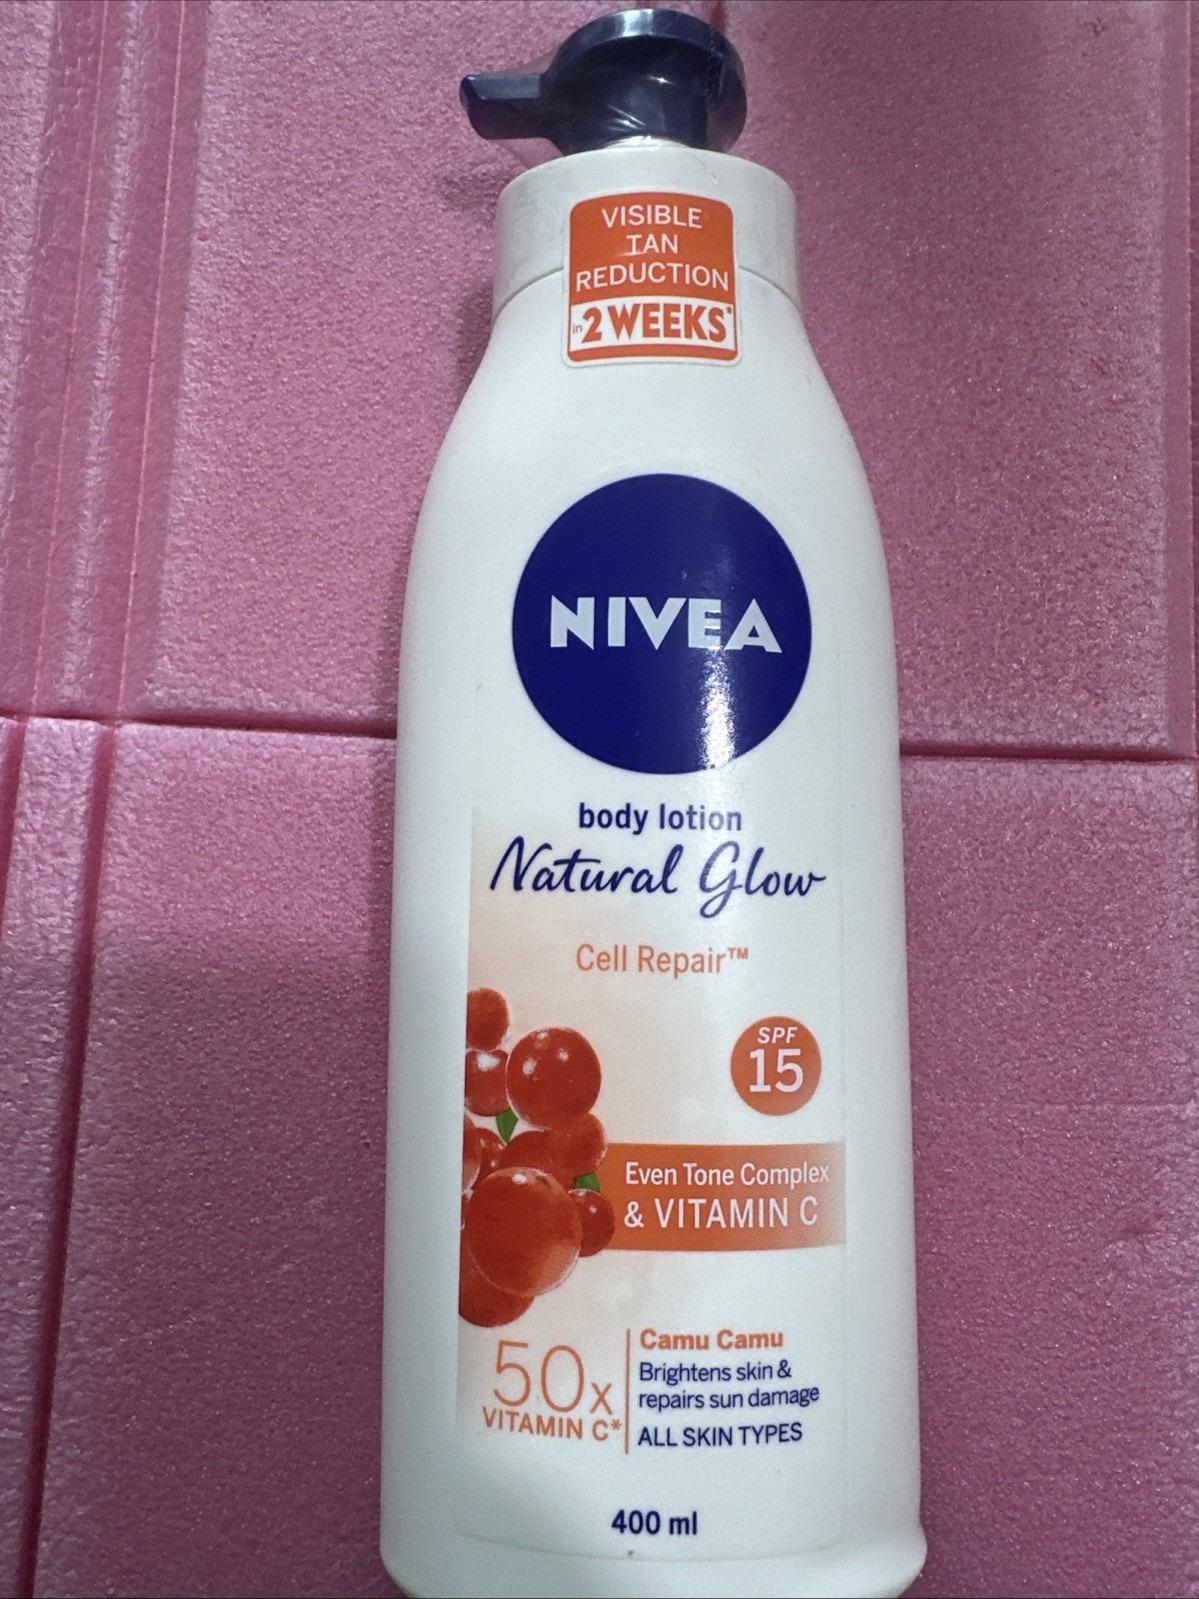 VISIBLE
TAN
REDUCTION
in 2 WEEKS*
NIVEA
body lotion
Natural Glow
Cell Repair™
SPF
15
Even Tone Complex
& VITAMIN C
50x
VITAMIN C*
Camu Camu
Brightens skin &
repairs sun damage
ALL SKIN TYPES
400 ml